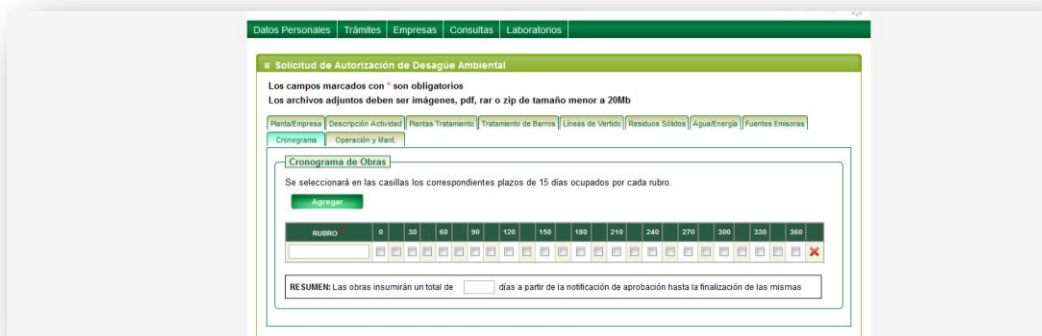 Datos Personales Trámites Empresas Consultas Laboratorios
Solicitud de Autorización de Desagüe Ambiental
Los campos marcados con * son obligatorios
Los archivos adjuntos deben ser imágenes, pdf, rar o zip de tamaño menor a 20Mb
Planta/Empresa Descripción Actividad Plantas Tratamiento Tratamiento de Barros Líneas de Vertido Residuos Sólidos Agua/Energía Fuentes Emisoras
Cronograma Operación y Mant.
Cronograma de Obras
Se seleccionará en las casillas los correspondientes plazos de 15 días ocupados por cada rubro.
Agregar
RUBRO * 0 30 60 90 120 150 180 210 240 270 300 330 360
RESUMEN: Las obras insumirán un total de días a partir de la notificación de aprobación hasta la finalización de las mismas